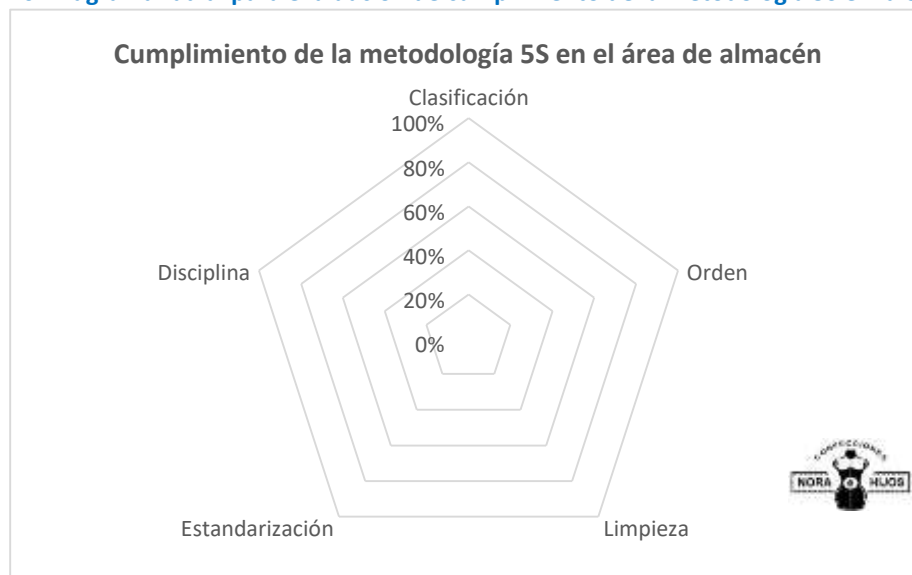 Cumplimiento de la metodología 5S en el área de almacén
Clasificación
100%
80%
60%
40%
20%
0%
Disciplina
Orden
Estandarización
Limpieza
CONFECCIONES
NORA HIJOS